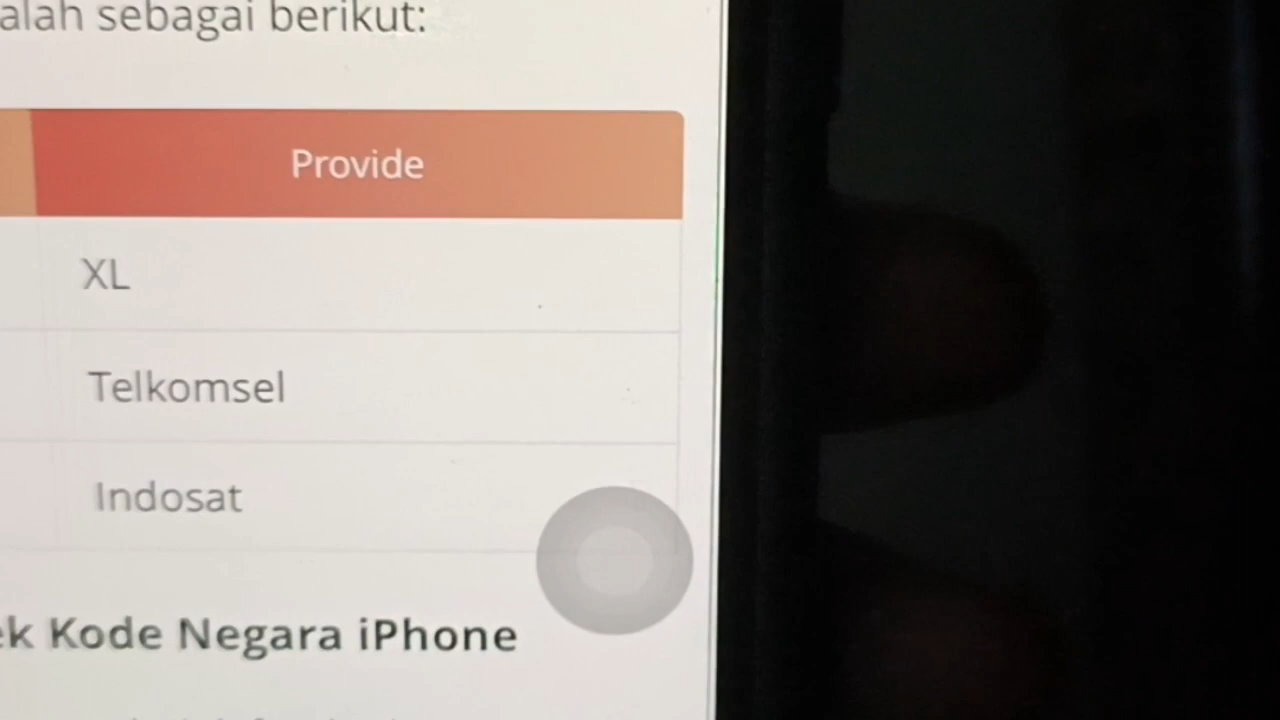 alah sebagai berikut:
Provide
XL
Telkomsel
Indosat
ek Kode Negara iPhone